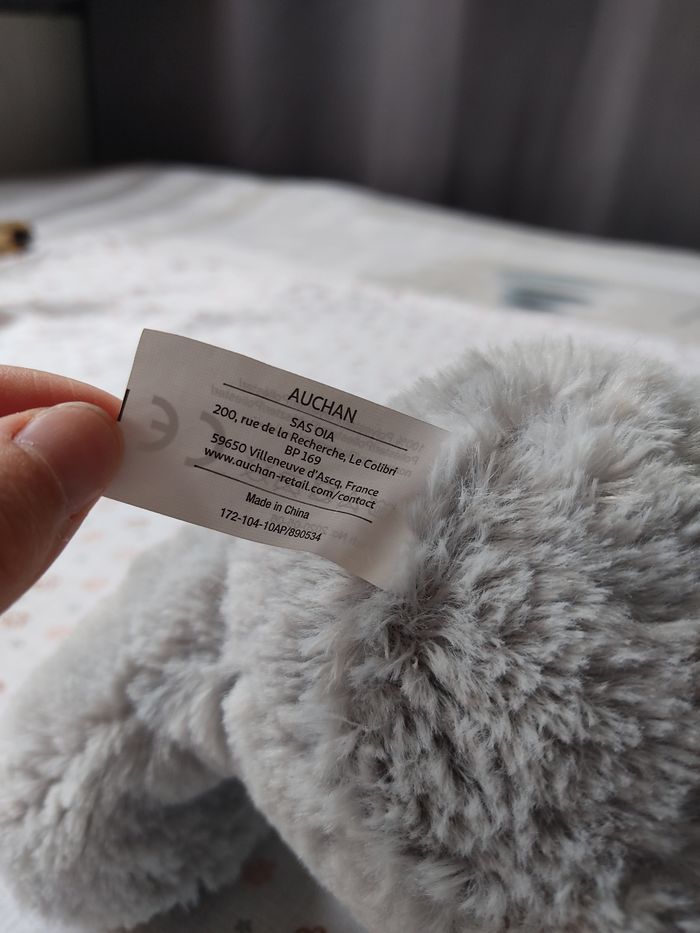 AUCHAN
SAS OIA
200, rue de la Recherche, Le Colibri
BP 169
59650 Villeneuve d'Ascq, France
www.auchan-retail.com/contact
Made in China
172-104-10AP/890534